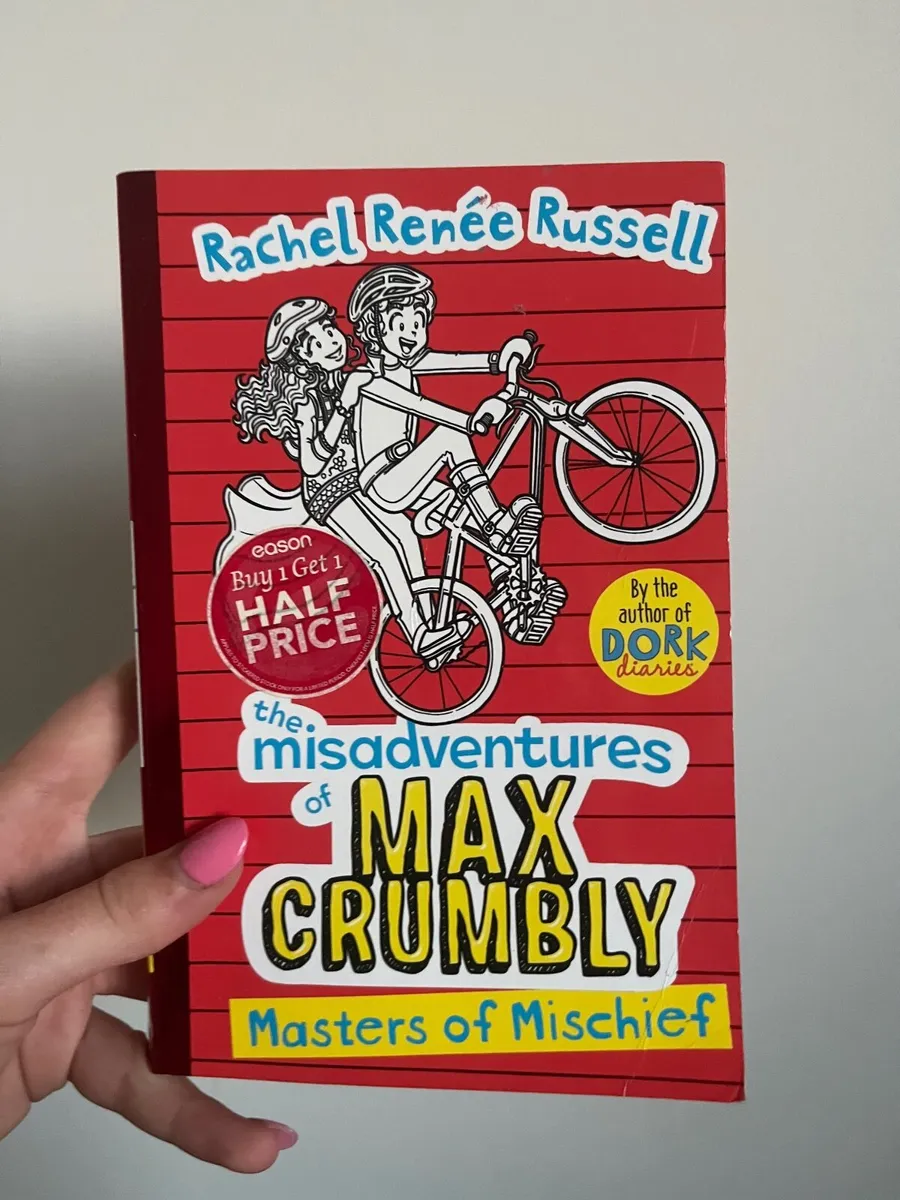 Rachel Renée Russell
eason
Buy 1 Get 1
HALF
PRICE
By the
author of
DORK
diaries
the
misadventures
of
MAX
CRUMBLY
Masters of Mischief